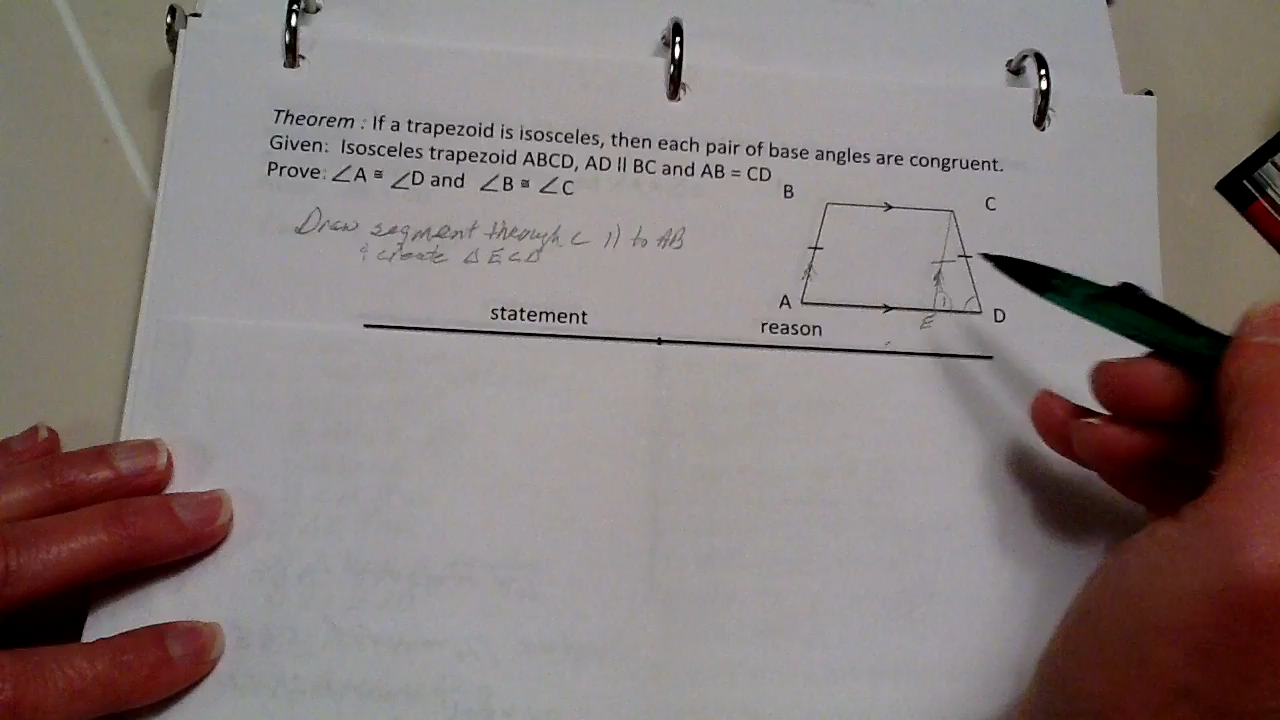 Theorem : If a trapezoid is isosceles, then each pair of base angles are congruent.
Given: Isosceles trapezoid ABCD, AD ll BC and AB = CD
Prove: ∠A ≅ ∠D and ∠B ≅ ∠C
B
C
Draw segment through C || to AB
& create Δ ECD
A
1
D
E
statement
reason